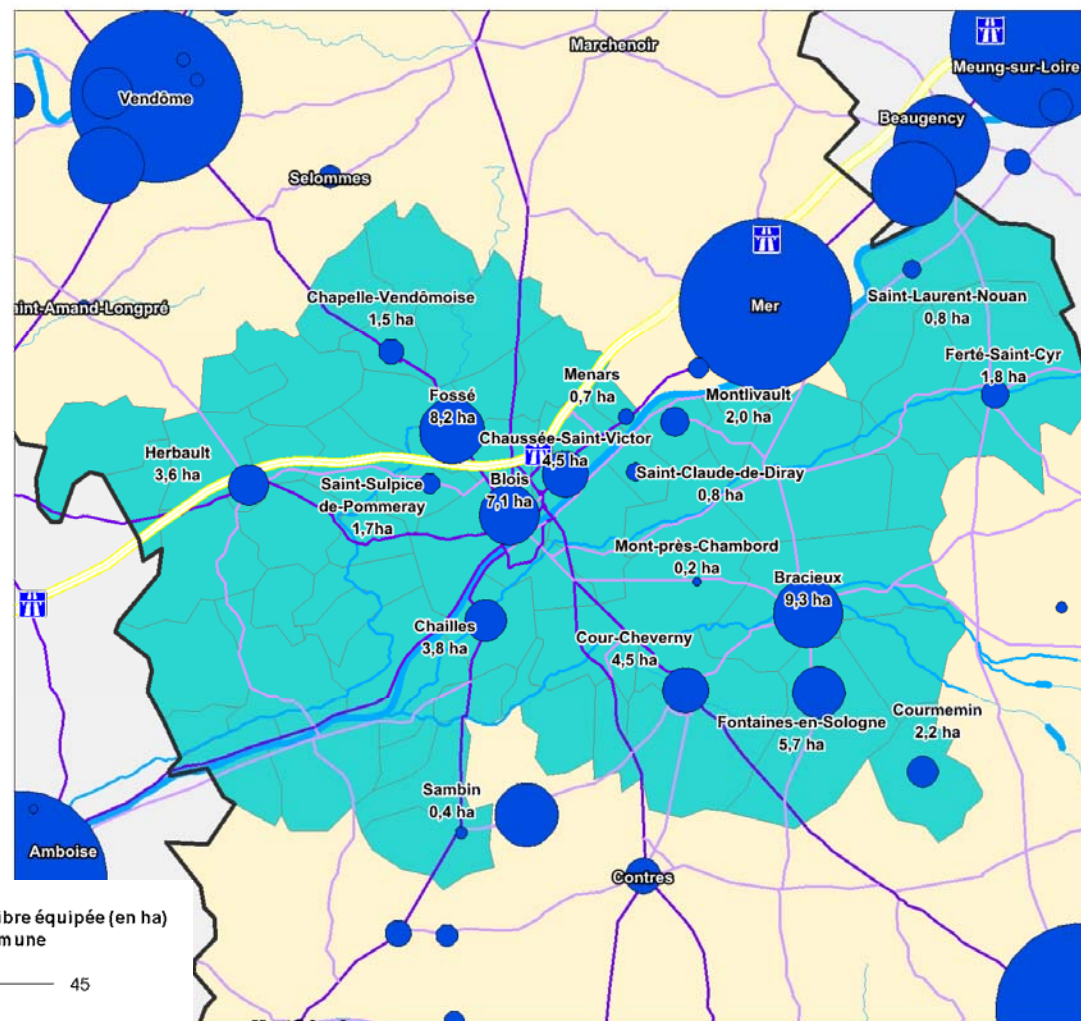 Marchenoir
Meung-sur-Loire
Vendôme
Beaugency
Selommes
aint-Amand-Longpré
Chapelle-Vendômoise
1,5 ha
Mer
Saint-Laurent-Nouan
0,8 ha
Ferté-Saint-Cyr
1,8 ha
Menars
0,7 ha
Montlivault
2,0 ha
Fossé
8,2 ha
Chaussée-Saint-Victor
4,5 ha
Herbault
3,6 ha
Saint-Sulpice
de-Pommeray
1,7ha
Blois
7,1 ha
Saint-Claude-de-Diray
0,8 ha
Mont-près-Chambord
0,2 ha
Bracieux
9,3 ha
Chailles
3,8 ha
Cour-Cheverny
4,5 ha
Fontaines-en-Sologne
5,7 ha
Courmemin
2,2 ha
Sambin
0,4 ha
Amboise
Contres
ibre équipée (en ha)
mune
45